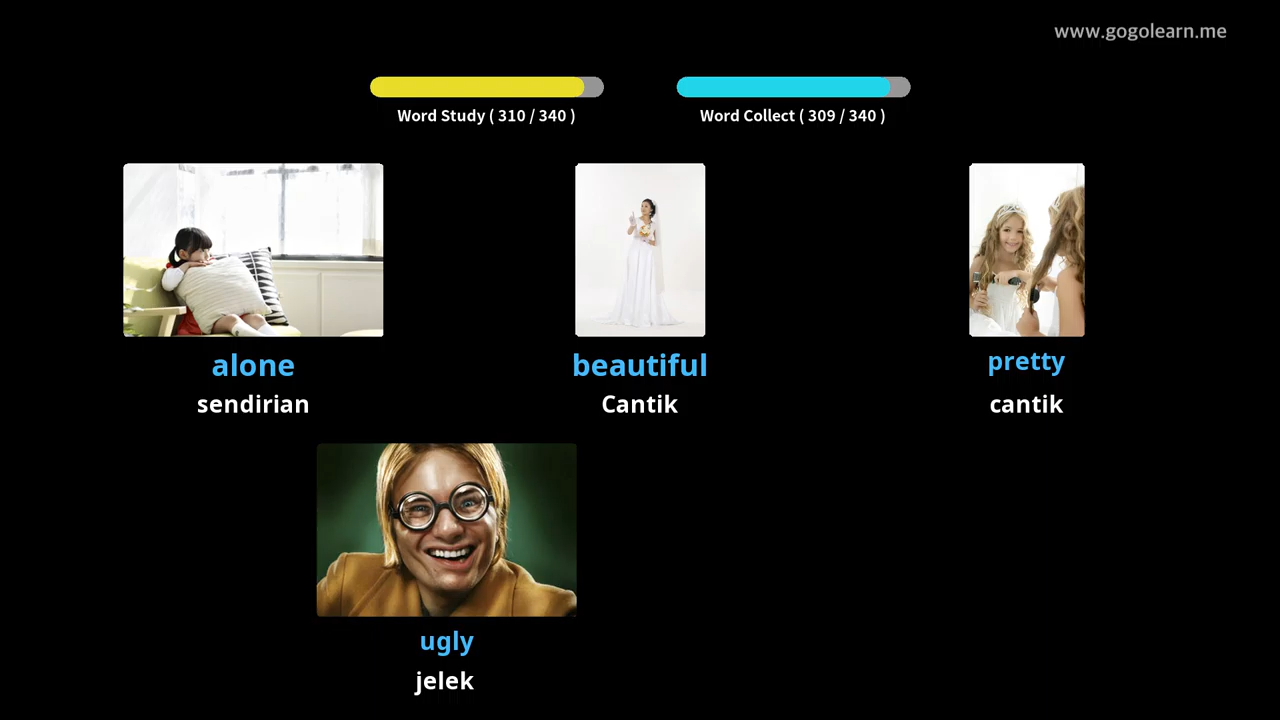 www.gogolearn.me
Word Study ( 310 / 340 )
Word Collect ( 309 / 340 )
alone
beautiful
pretty
sendirian
Cantik
cantik
ugly
jelek